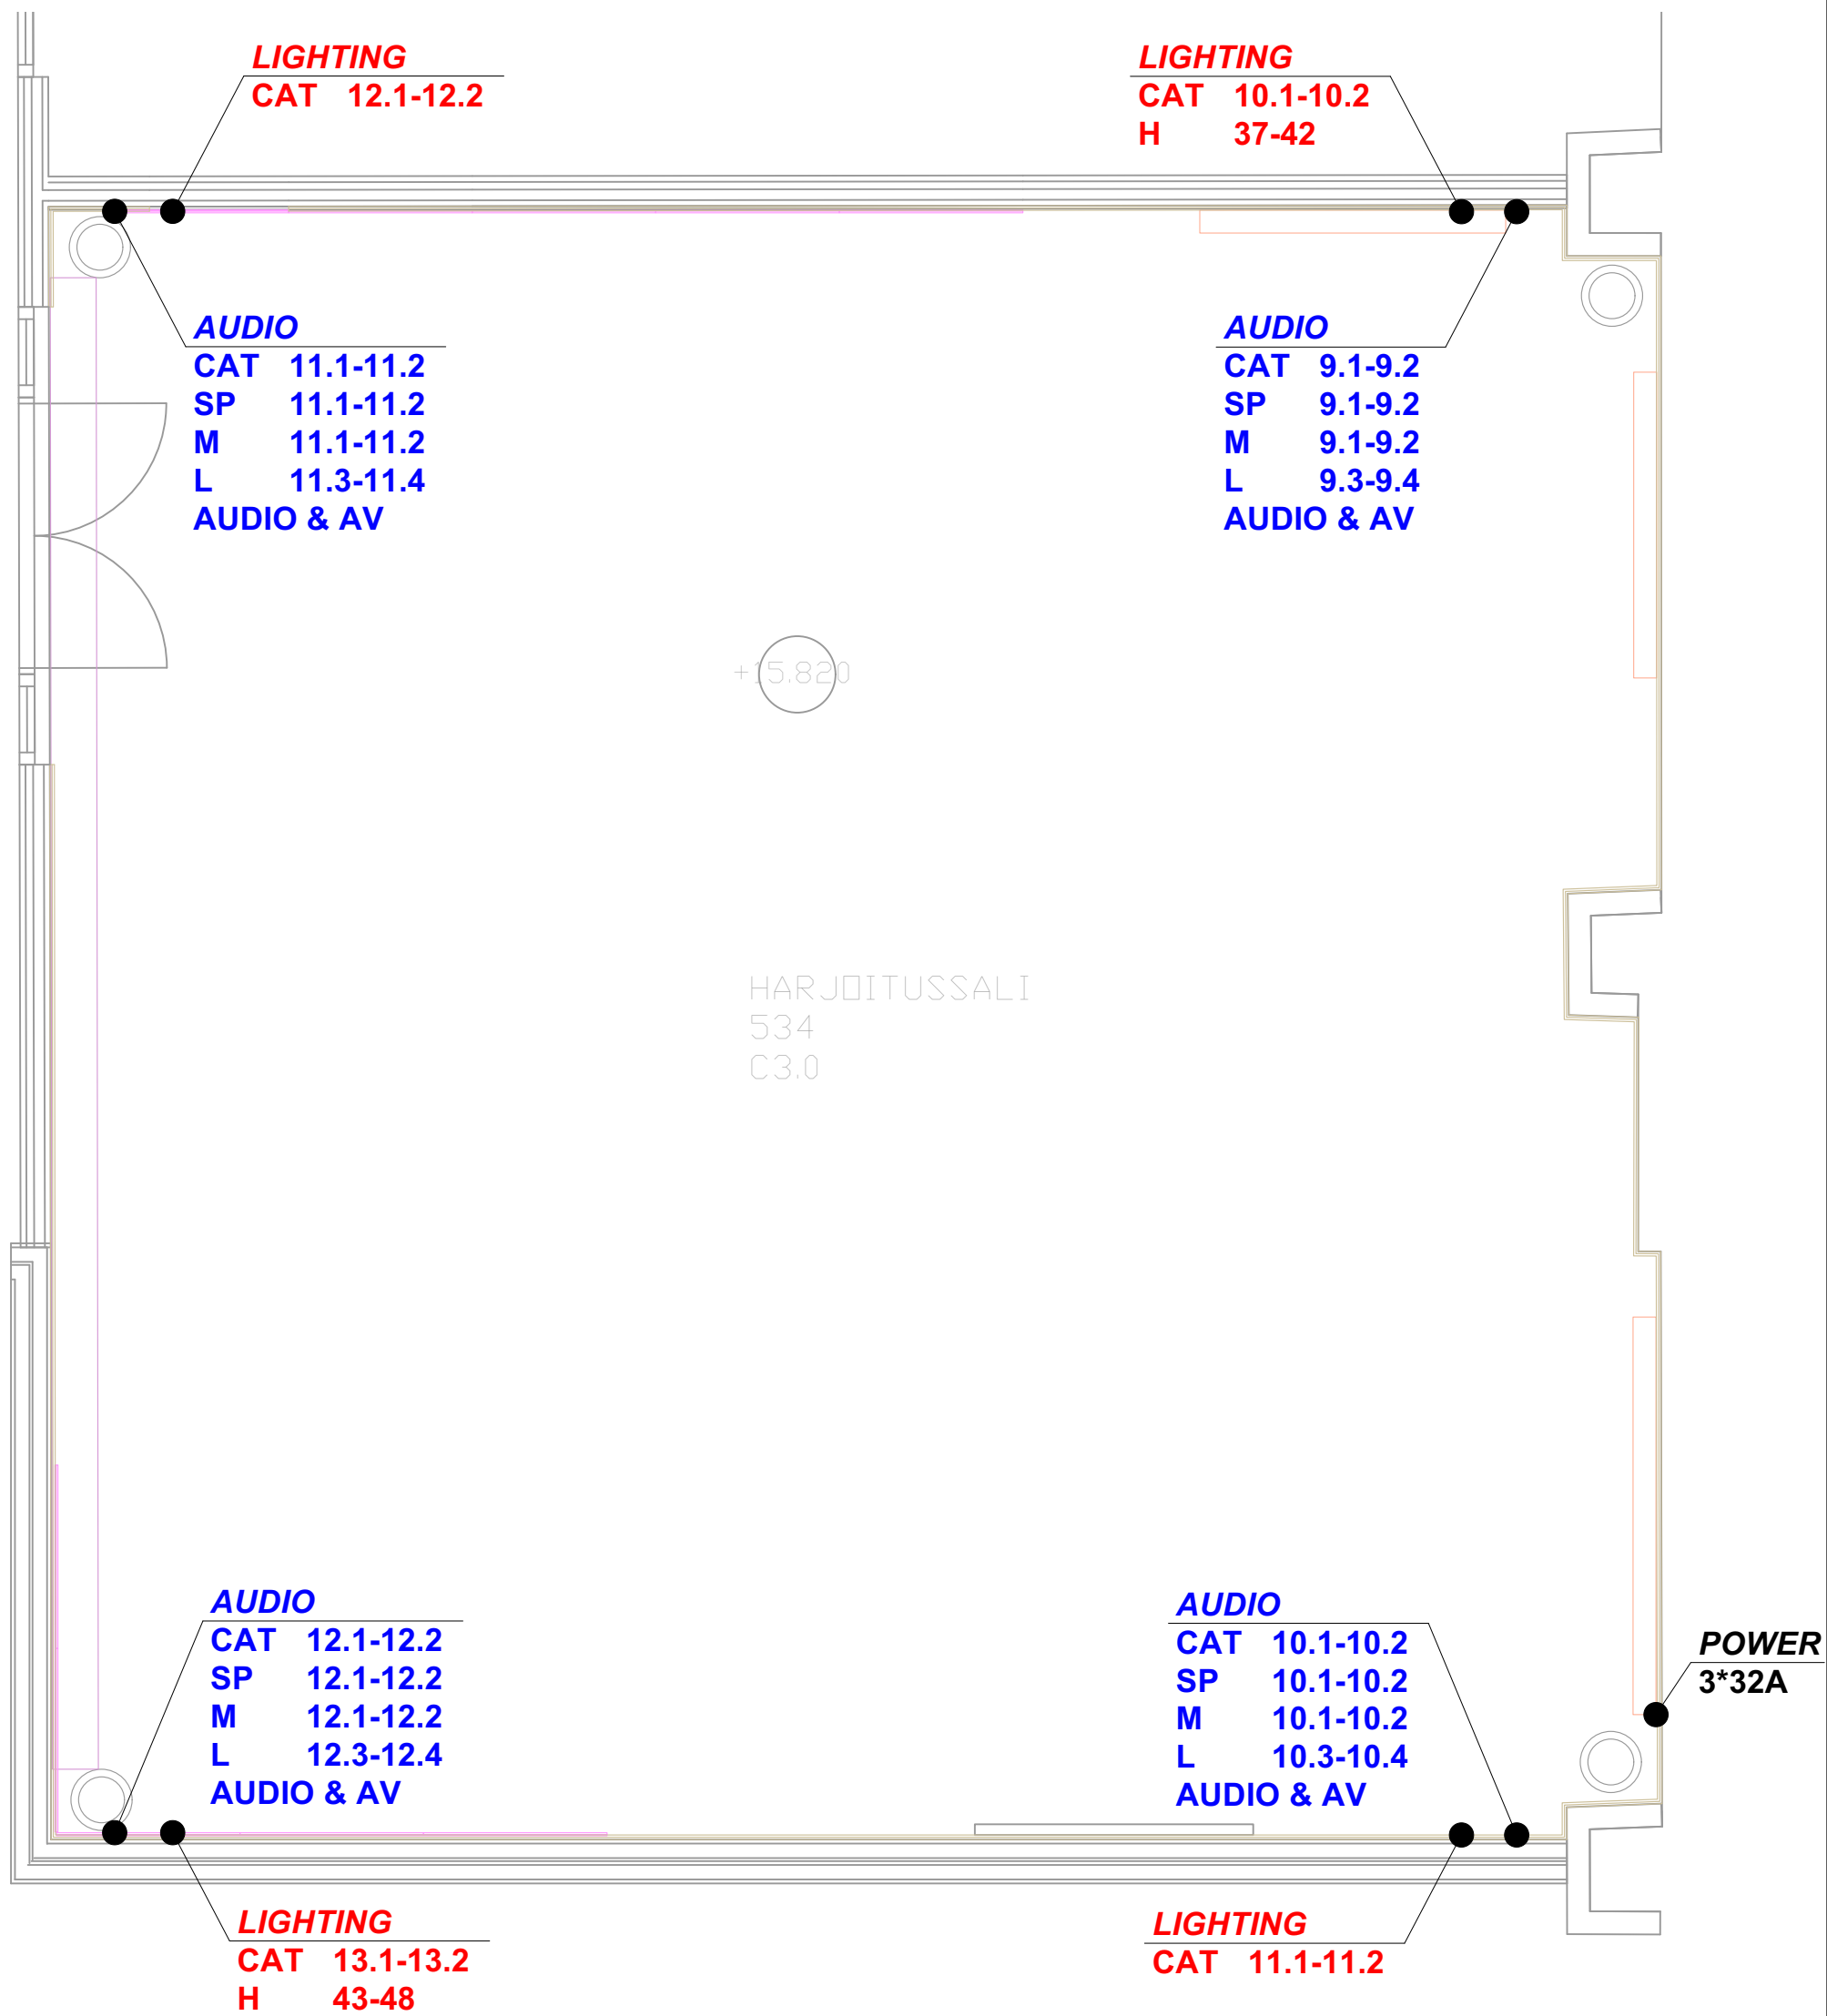 LIGHTING
CAT 12.1-12.2
LIGHTING
CAT 10.1-10.2
H 37-42
AUDIO
CAT 11.1-11.2
SP 11.1-11.2
M 11.1-11.2
L 11.3-11.4
AUDIO & AV
AUDIO
CAT 9.1-9.2
SP 9.1-9.2
M 9.1-9.2
L 9.3-9.4
AUDIO & AV
+15.820
HARJOITUSSALI
534
C3.0
AUDIO
CAT 12.1-12.2
SP 12.1-12.2
M 12.1-12.2
L 12.3-12.4
AUDIO & AV
AUDIO
CAT 10.1-10.2
SP 10.1-10.2
M 10.1-10.2
L 10.3-10.4
AUDIO & AV
POWER
3*32A
LIGHTING
CAT 13.1-13.2
H 43-48
LIGHTING
CAT 11.1-11.2